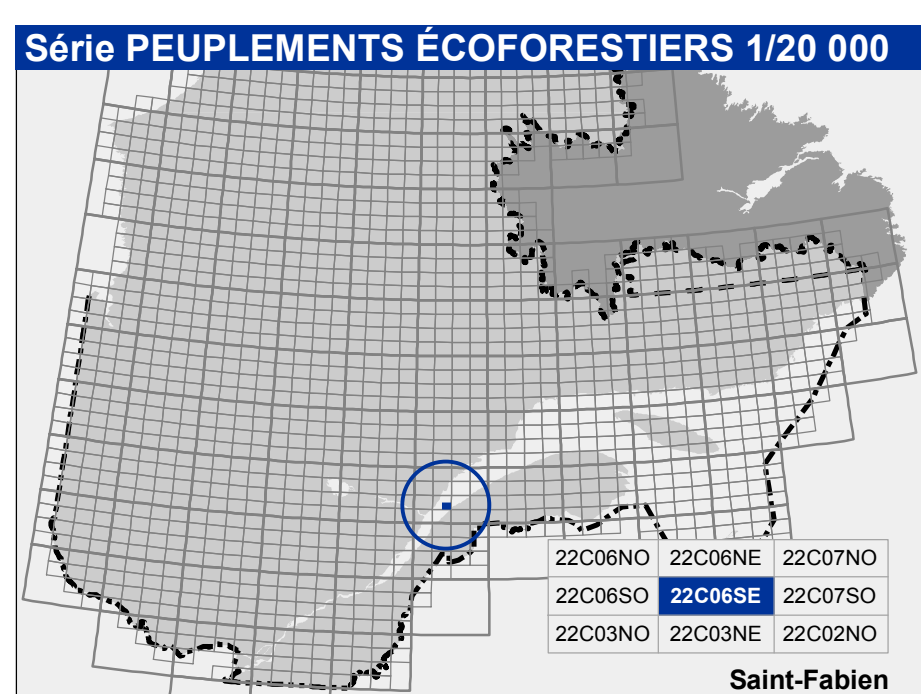 Série PEUPLEMENTS ÉCOFORESTIERS 1/20 000
22C06NO 22C06NE 22C07NO
22C06SO 22C06SE 22C07SO
22C03NO 22C03NE 22C02NO
Saint-Fabien